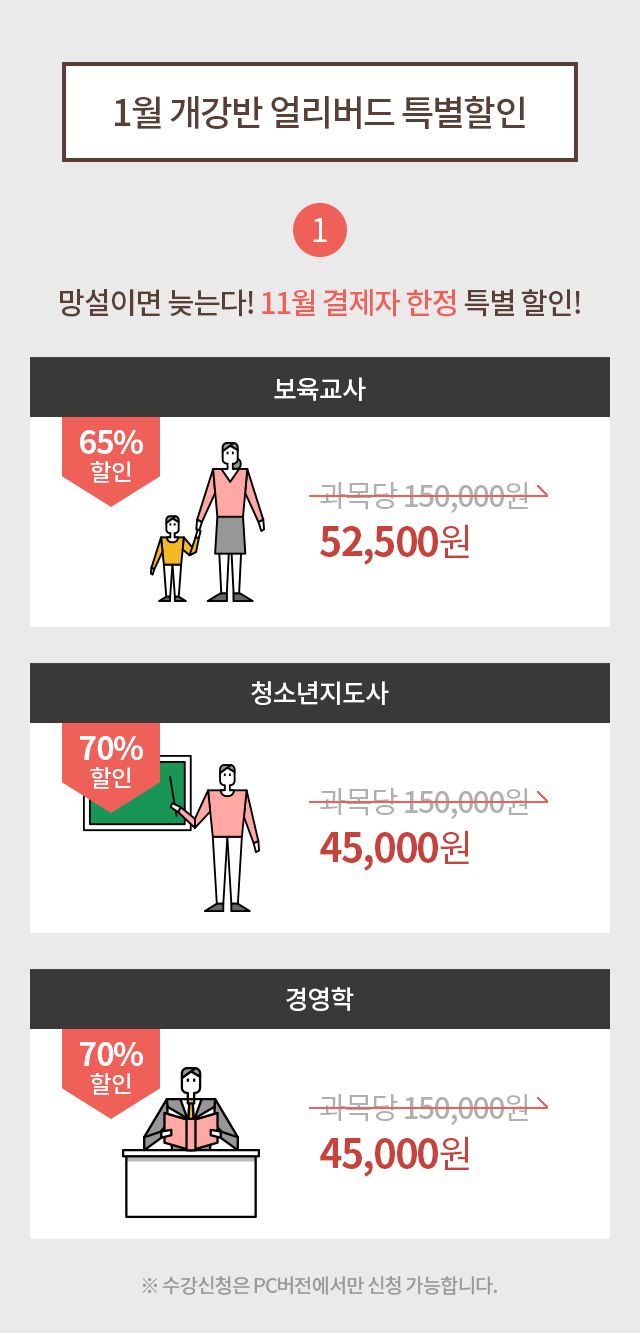 1월 개강반 얼리버드 특별할인
1
망설이면 늦는다! 11월 결제자 한정 특별 할인!
보육교사
65%
할인
과목당 150,000원
52,500원
청소년지도사
70%
할인
과목당 150,000원
45,000원
경영학
70%
할인
과목당 150,000원
45,000원
※ 수강신청은 PC버전에서만 신청 가능합니다.